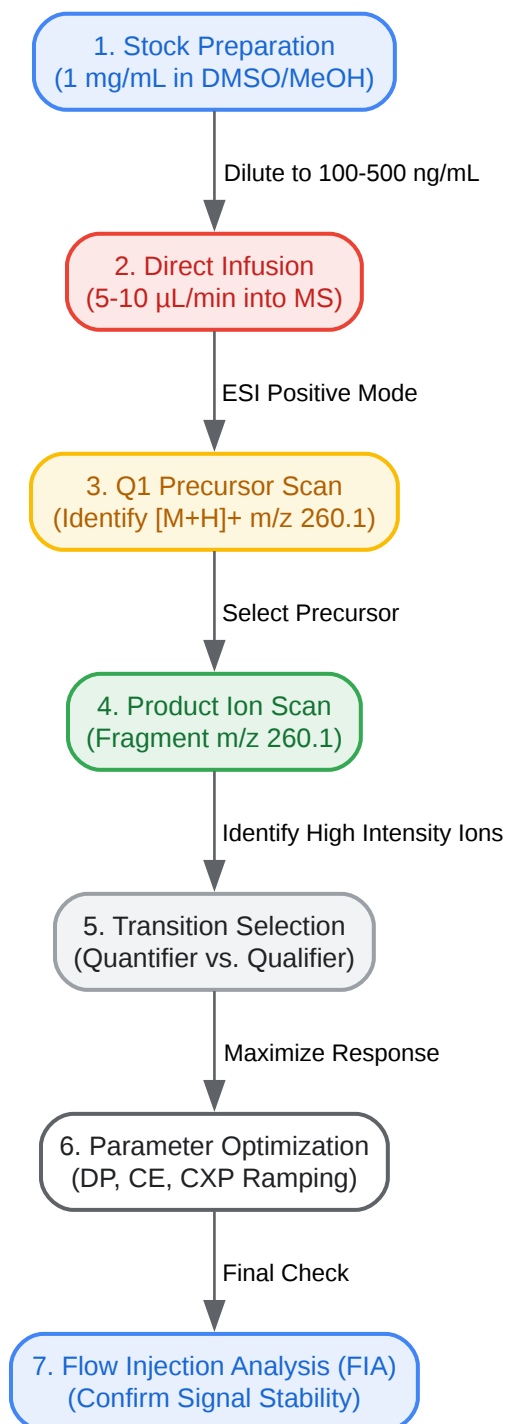 1. Stock Preparation
(1 mg/mL in DMSO/MeOH)
Dilute to 100-500 ng/mL
2. Direct Infusion
(5-10 µL/min into MS)
ESI Positive Mode
3. Q1 Precursor Scan
(Identify [M+H]+ m/z 260.1)
Select Precursor
4. Product Ion Scan
(Fragment m/z 260.1)
Identify High Intensity Ions
5. Transition Selection
(Quantifier vs. Qualifier)
Maximize Response
6. Parameter Optimization
(DP, CE, CXP Ramping)
Final Check
7. Flow Injection Analysis (FIA)
(Confirm Signal Stability)